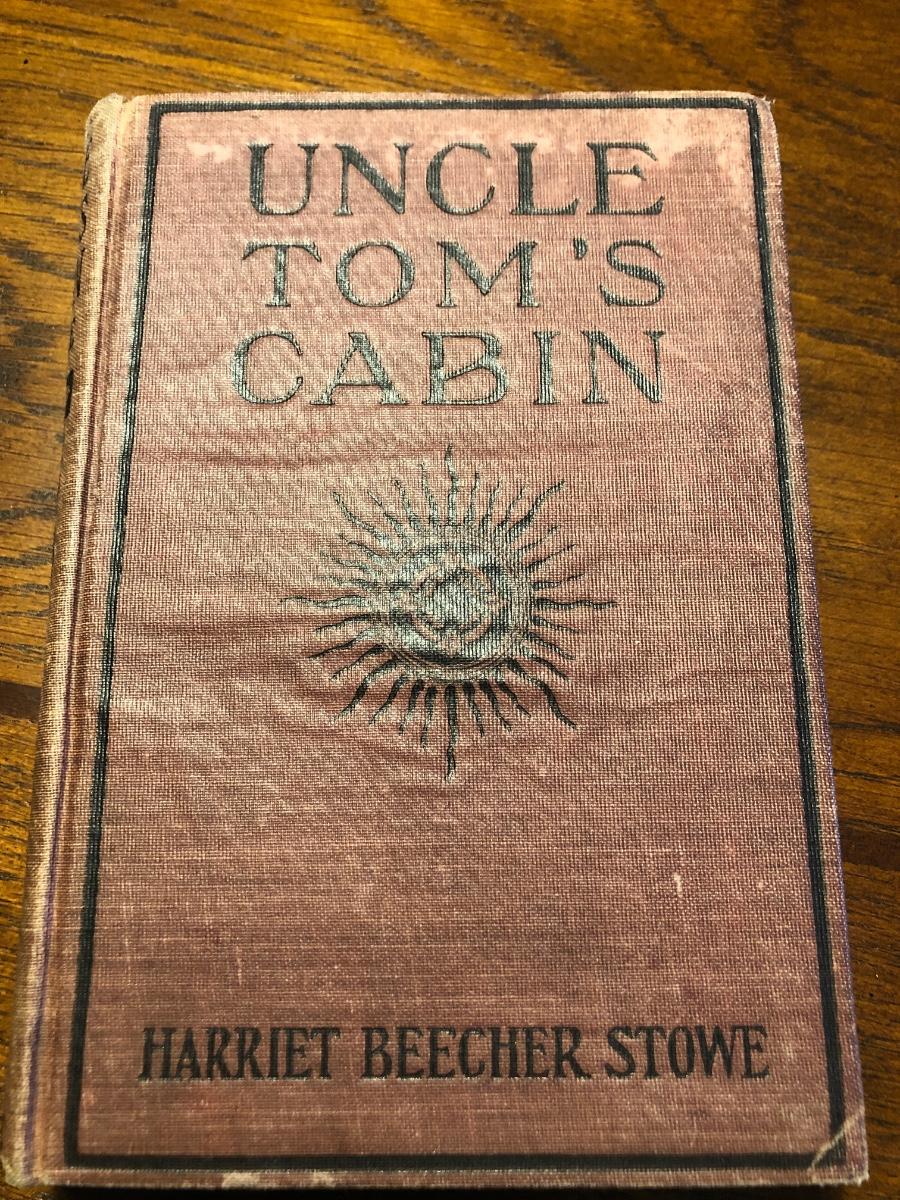 UNCLE
TOM'S
CABIN
HARRIET BEECHER STOWE